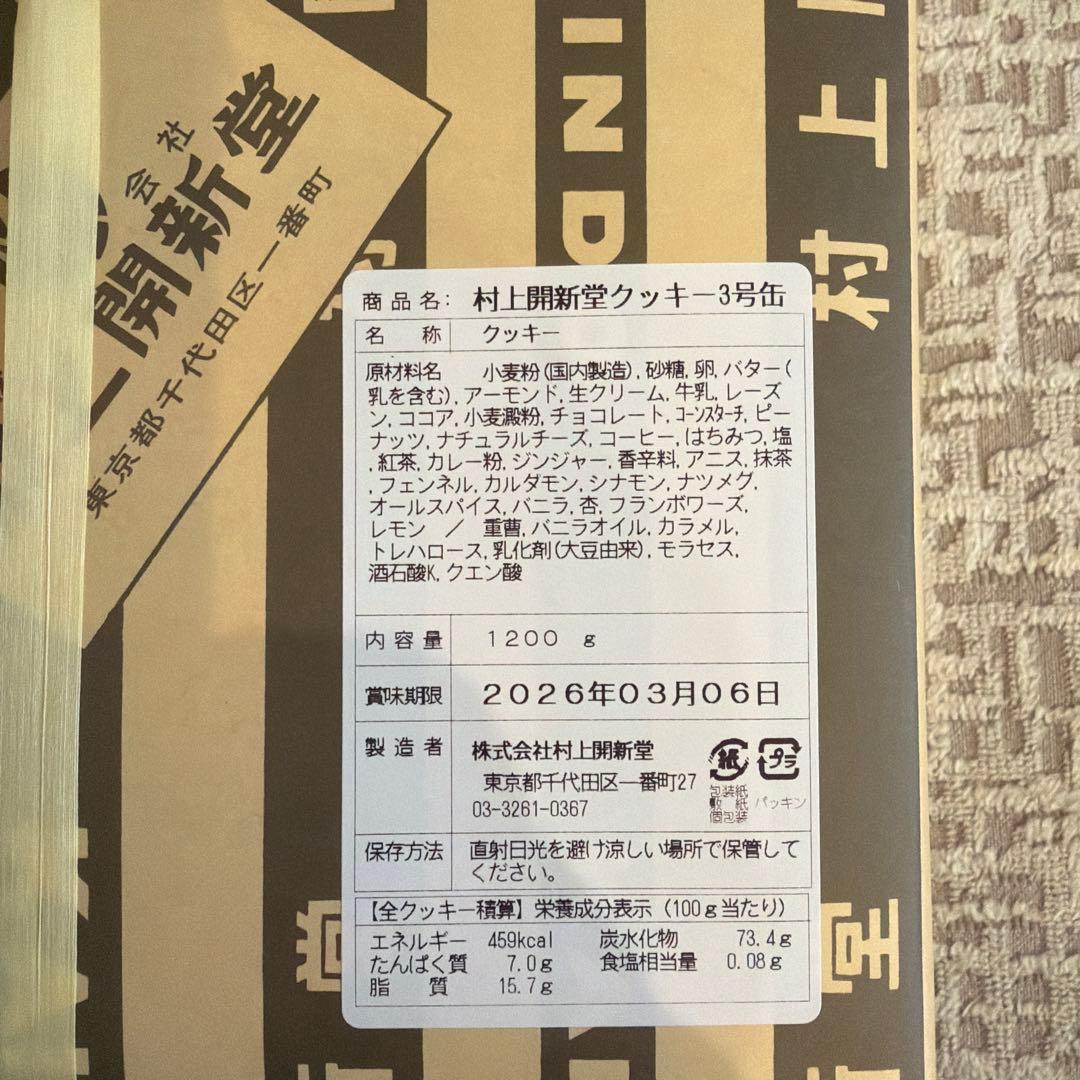 会社
開新堂
東京都千代田区一番町
IND
村上
堂
商品名： 村上開新堂クッキー3号缶
名　称　クッキー
原材料名　小麦粉(国内製造),砂糖,卵,バター(
乳を含む),アーモンド,生クリーム,牛乳,レーズ
ン,ココア,小麦澱粉,チョコレート,ｺｰﾝｽﾀｰﾁ,ピー
ナッツ,ナチュラルチーズ,コーヒー,はちみつ,塩
,紅茶,カレー粉,ジンジャー,香辛料,アニス,抹茶
,フェンネル,カルダモン,シナモン,ナツメグ,
オールスパイス,バニラ,杏,フランボワーズ,
レモン　／　重曹,バニラオイル,カラメル,
トレハロース,乳化剤(大豆由来),モラセス,
酒石酸K,クエン酸
内容量　1200　g
賞味期限　2026年03月06日
製造者　株式会社村上開新堂
東京都千代田区一番町27
03-3261-0367
紙
プラ
包装紙
敷　紙
個包装
パッキン
保存方法　直射日光を避け涼しい場所で保管して
ください。
【全クッキー積算】栄養成分表示（100g当たり）
エネルギー　459kcal　炭水化物　73.4g
たんぱく質　7.0g　食塩相当量　0.08g
脂　質　15.7g